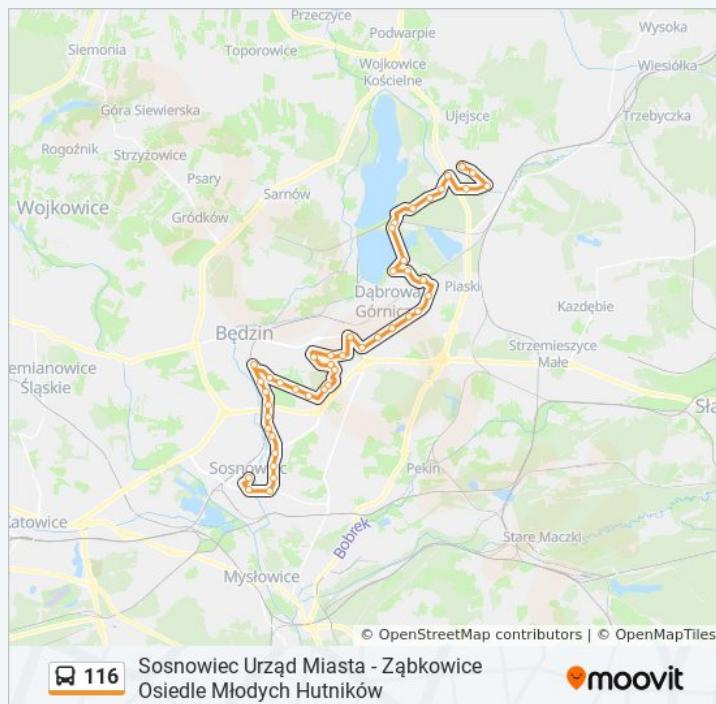 Przeczyce
Podwarpie
Wysoka
Siemonia
Toporowice
Wojkowice
Kościelne
Wiesiółka
Góra Siewierska
Ujejsce
Trzebyczka
Rogoźnik
Strzyżowice
Psary
Sarnów
Wojkowice
Gródków
Dąbrowa
Górnicza
Piaski
Kazdębie
Będzin
Strzemieszyce
Małe
Siemianowice
Śląskie
Sosnowiec
Pekin
Katowice
Bobrek
Stare Maczki
Mysłowice
© OpenStreetMap contributors | © OpenMapTiles
116
Sosnowiec Urząd Miasta - Ząbkowice
Osiedle Młodych Hutników
moovit